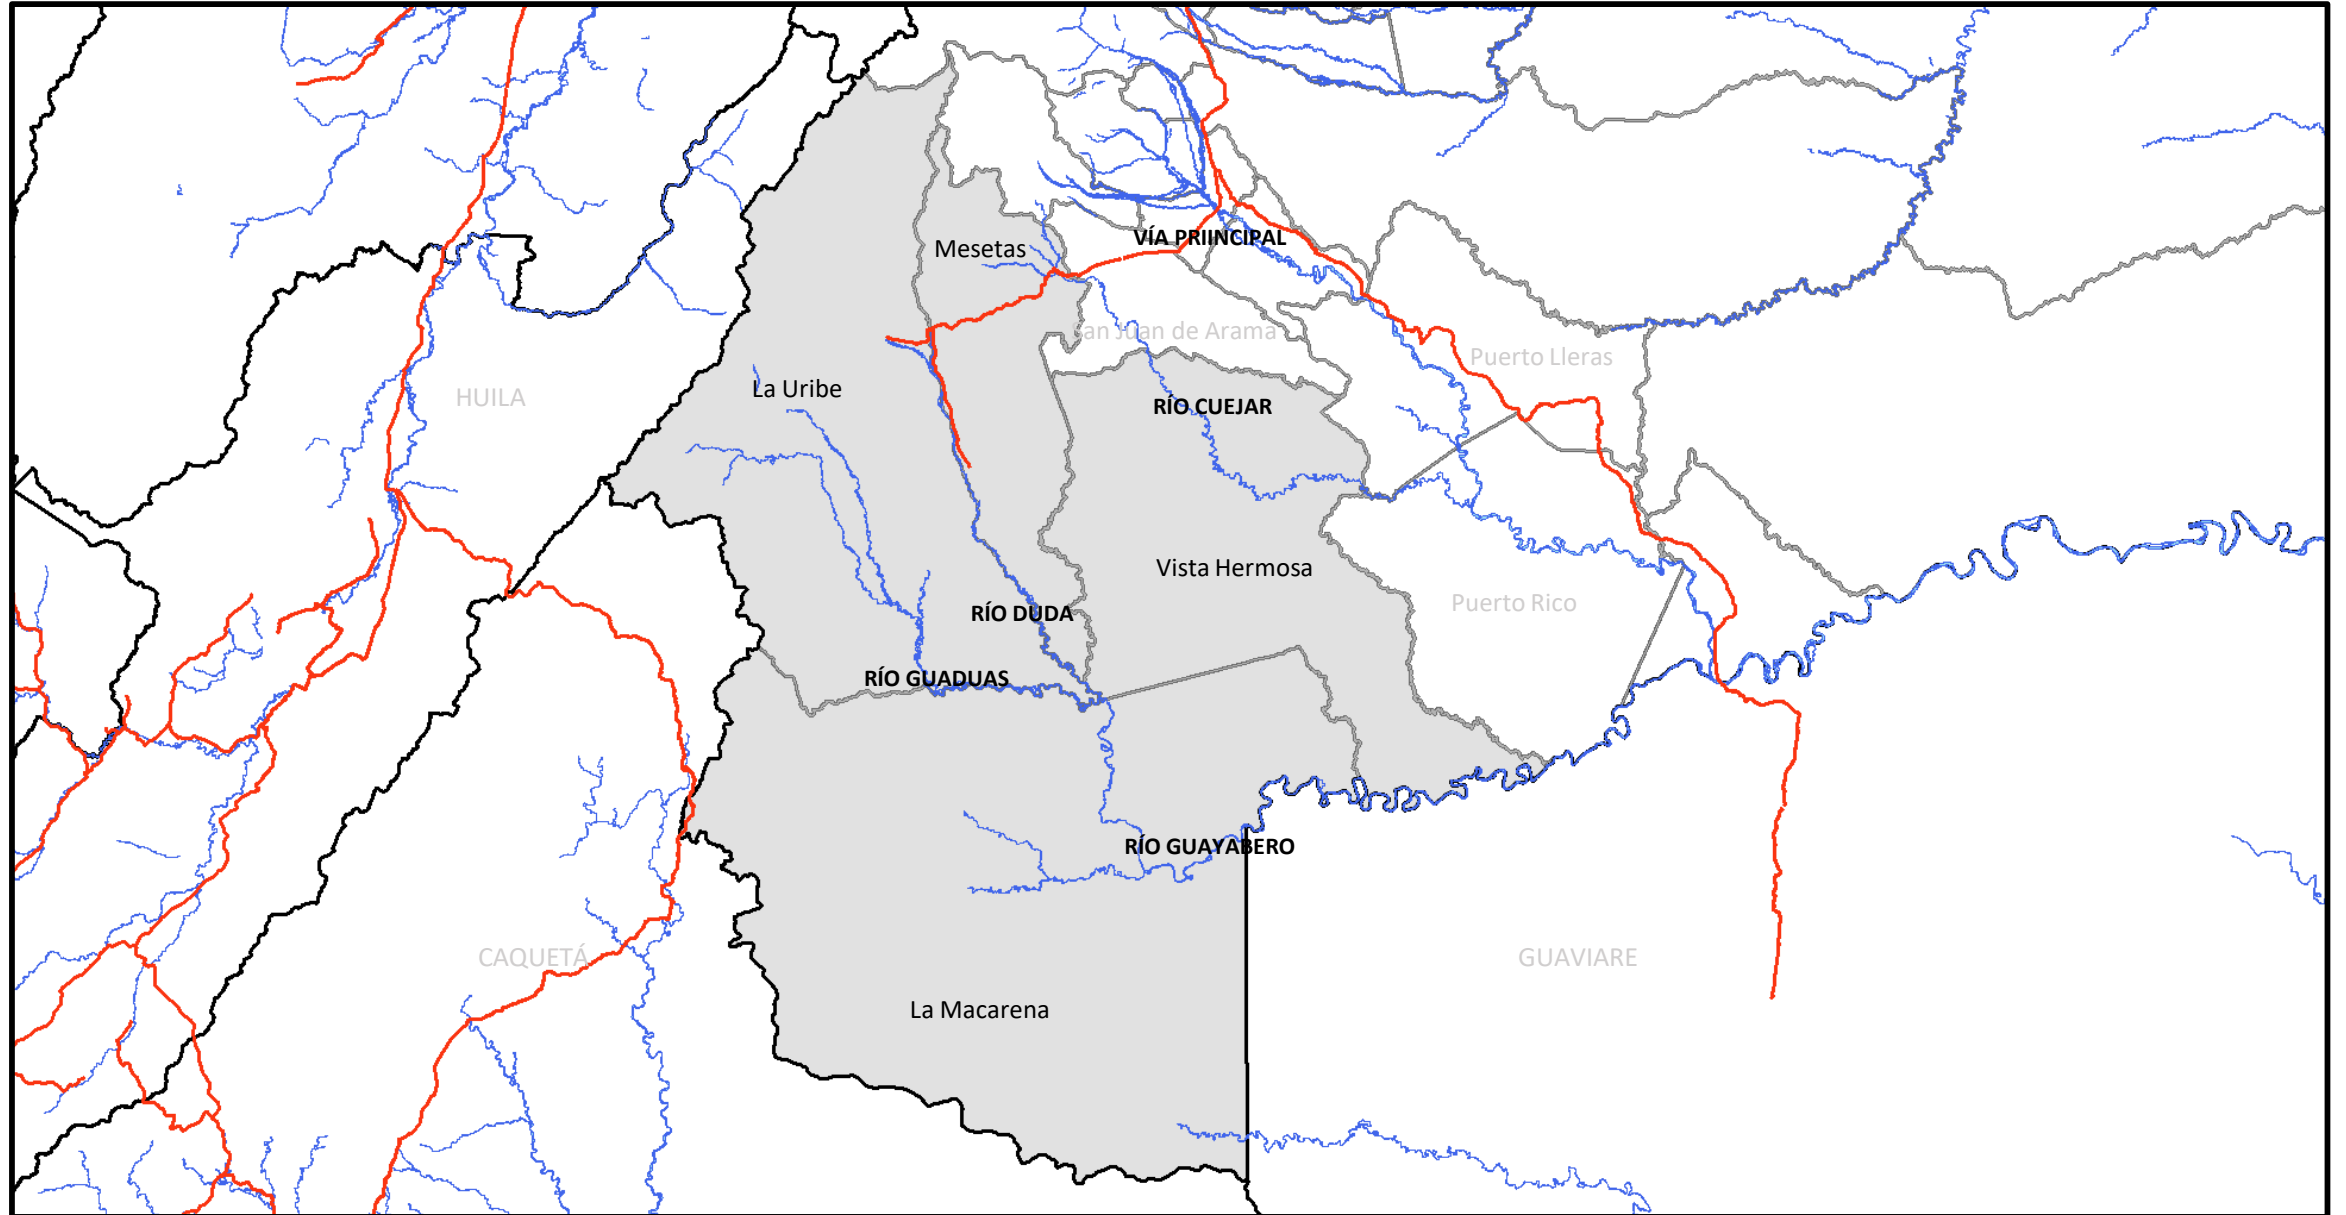 VÍA PRIINCIPAL
Mesetas
San Juan de Arama
Puerto Lleras
La Uribe
HUILA
RÍO CUEJAR
Vista Hermosa
Puerto Rico
RÍO DUDA
RÍO GUADUAS
RÍO GUAYABERO
CAQUETÁ
GUAVIARE
La Macarena